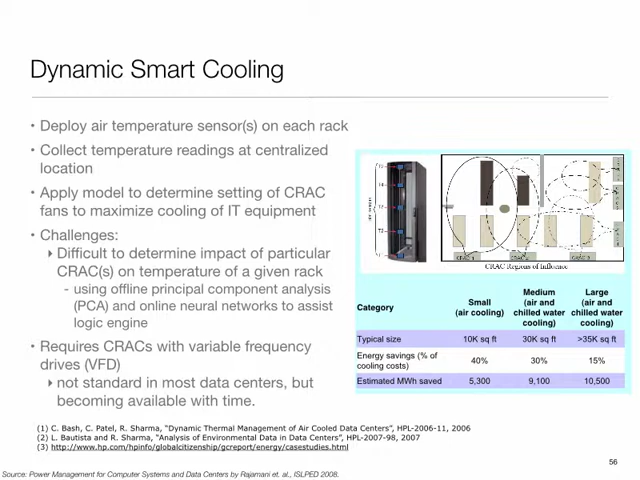 Dynamic Smart Cooling
• Deploy air temperature sensor(s) on each rack
• Collect temperature readings at centralized
location
• Apply model to determine setting of CRAC
fans to maximize cooling of IT equipment
• Challenges:
‣ Difficult to determine impact of particular
CRAC(s) on temperature of a given rack
- using offline principal component analysis
(PCA) and online neural networks to assist
logic engine
• Requires CRACs with variable frequency
drives (VFD)
‣ not standard in most data centers, but
becoming available with time.
CRAC Regions of Influence
Category Small (air cooling) Medium (air and chilled water cooling) Large (air and chilled water cooling)
Typical size 10K sq ft 30K sq ft >35K sq ft
Energy savings (% of cooling costs) 40% 30% 15%
Estimated MWh saved 5,300 9,100 10,500
(1) C. Bash, C. Patel, R. Sharma, "Dynamic Thermal Management of Air Cooled Data Centers", HPL-2006-11, 2006
(2) L. Bautista and R. Sharma, "Analysis of Environmental Data in Data Centers", HPL-2007-98, 2007
(3) http://www.hp.com/hpinfo/globalcitizenship/gcreport/energy/casestudies.html
56
Source: Power Management for Computer Systems and Data Centers by Rajamani et. al., ISLPED 2008.